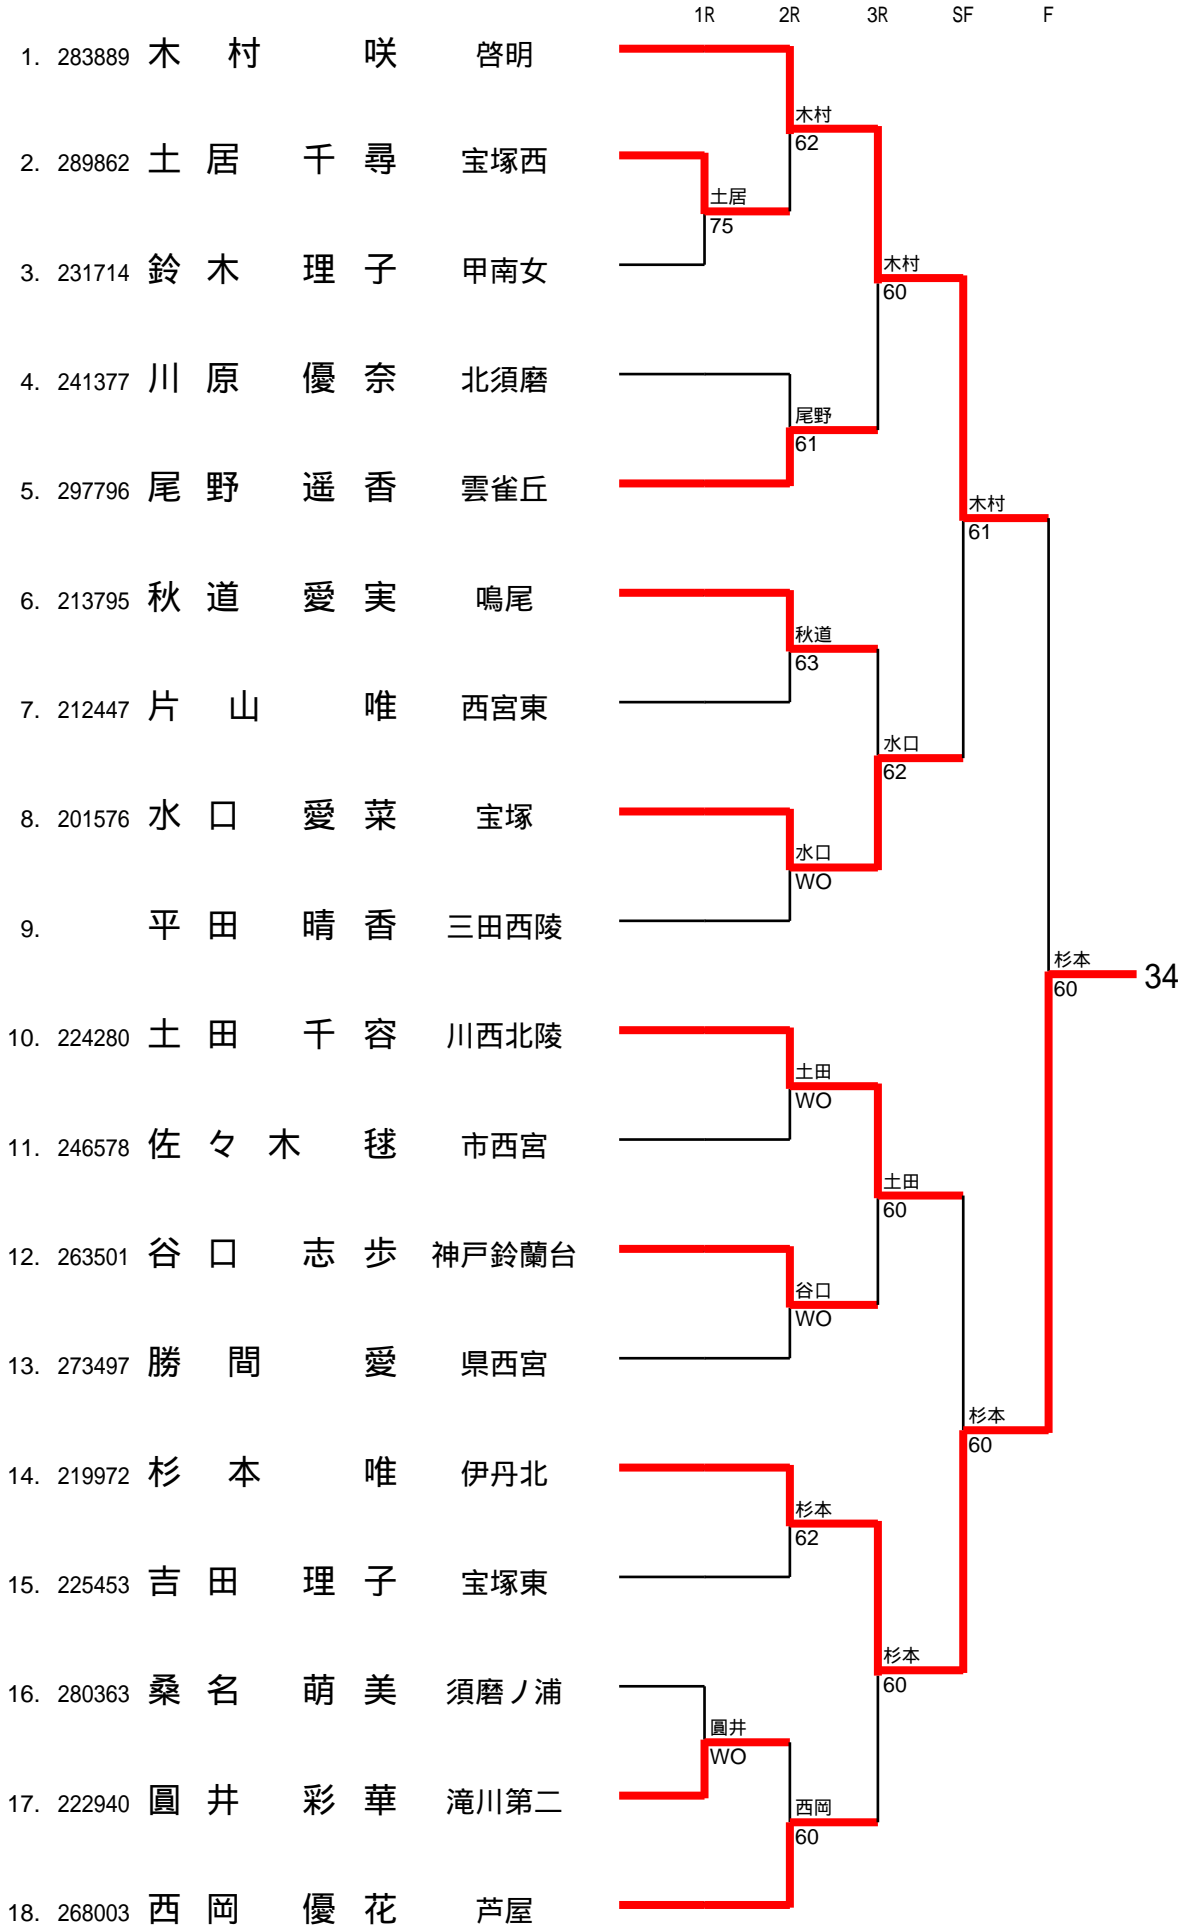 1R 2R 3R SF F
1. 283889 木村 咲 啓明
木村
62
2. 289862 土居 千尋 宝塚西
土居
75
3. 231714 鈴木 理子 甲南女
木村
60
4. 241377 川原 優奈 北須磨
尾野
61
5. 297796 尾野 遥香 雲雀丘
木村
61
6. 213795 秋道 愛実 鳴尾
秋道
63
7. 212447 片山 唯 西宮東
水口
62
8. 201576 水口 愛菜 宝塚
水口
WO
9. 平田 晴香 三田西陵
杉本
60 34
10. 224280 土田 千容 川西北陵
土田
WO
11. 246578 佐々木 毬 市西宮
土田
60
12. 263501 谷口 志歩 神戸鈴蘭台
谷口
WO
13. 273497 勝間 愛 県西宮
杉本
60
14. 219972 杉本 唯 伊丹北
杉本
62
15. 225453 吉田 理子 宝塚東
杉本
60
16. 280363 桑名 萌美 須磨ノ浦
圓井
WO
17. 222940 圓井 彩華 滝川第二
西岡
60
18. 268003 西岡 優花 芦屋